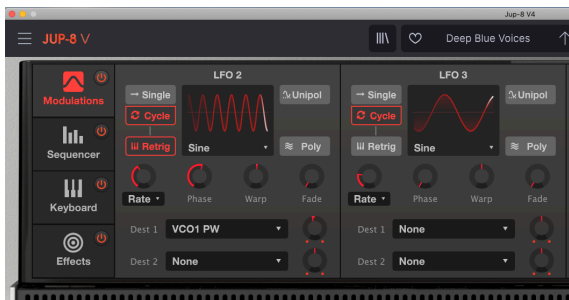 Jup-8 V4
JUP-8 V
Deep Blue Voices
Modulations
Sequencer
Keyboard
Effects
LFO 2
Single
Unipol
Cycle
Retrig
Sine
Poly
Rate
Phase
Warp
Fade
Dest 1
VCO1 PW
Dest 2
None
LFO 3
Single
Unipol
Cycle
Retrig
Sine
Poly
Rate
Phase
Warp
Fade
Dest 1
None
Dest 2
None